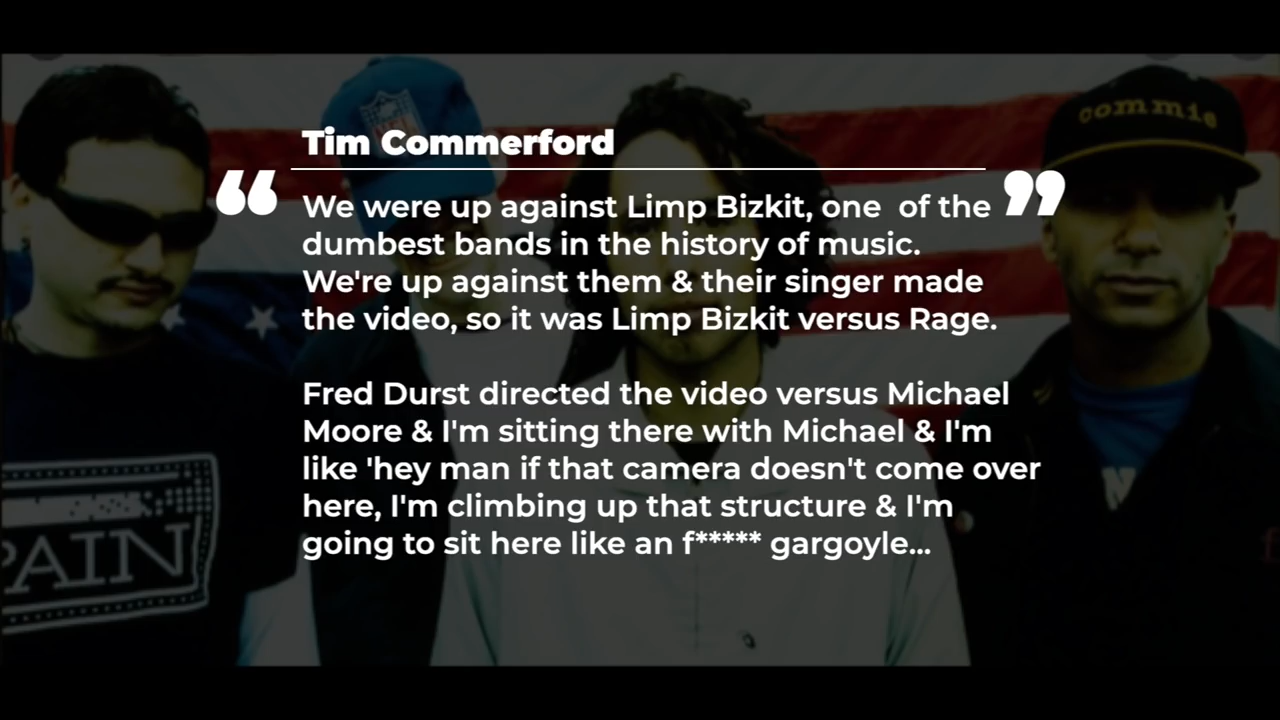 Tim Commerford
“ ”
We were up against Limp Bizkit, one  of the
dumbest bands in the history of music.
We're up against them & their singer made
the video, so it was Limp Bizkit versus Rage.
Fred Durst directed the video versus Michael
Moore & I'm sitting there with Michael & I'm
like 'hey man if that camera doesn't come over
here, I'm climbing up that structure & I'm
going to sit here like an f***** gargoyle...
NFL
commie
PAIN